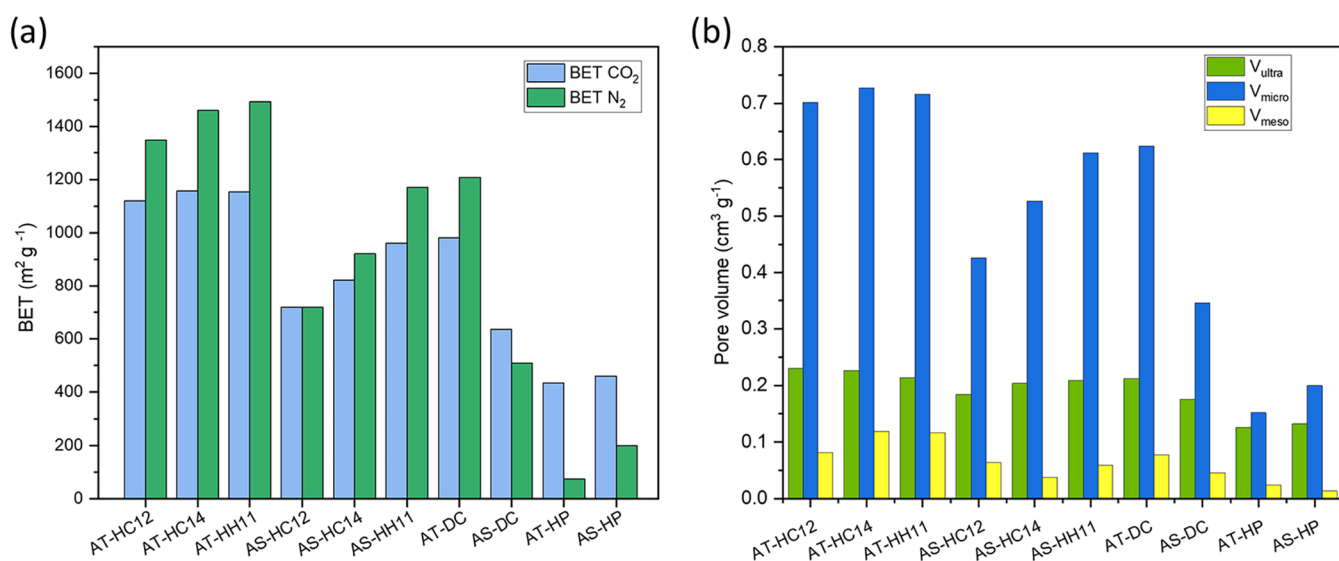 (a)
BET (m² g ⁻¹)
1600
1400
1200
1000
800
600
400
200
0
BET CO₂
BET N₂
AT-HC12
AT-HC14
AT-HH11
AS-HC12
AS-HC14
AS-HH11
AT-DC
AS-DC
AT-HP
AS-HP
(b)
Pore volume (cm³ g⁻¹)
0.8
0.7
0.6
0.5
0.4
0.3
0.2
0.1
0.0
Vultra
Vmicro
Vmeso
AT-HC12
AT-HC14
AT-HH11
AS-HC12
AS-HC14
AS-HH11
AT-DC
AS-DC
AT-HP
AS-HP